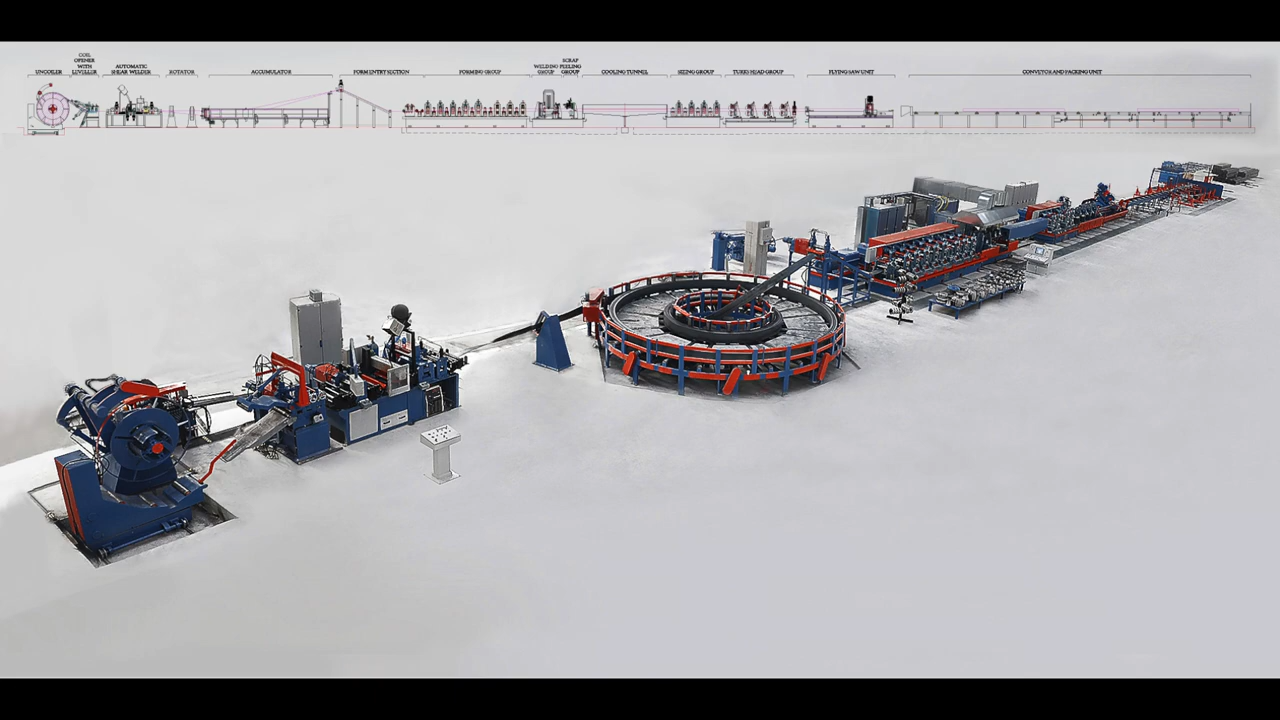 UNCOILER
COIL
OPENER
WITH
LEVELLER
AUTOMATIC
SHEAR WELDER
ROTATOR
ACCUMULATOR
FORM ENTRY SECTION
FORMING GROUP
WELDING
GROUP
SCRAP
PEELING
GROUP
COOLING TUNNEL
SIZING GROUP
TURKS HEAD GROUP
FLYING SAW UNIT
CONVEYOR AND PACKING UNIT